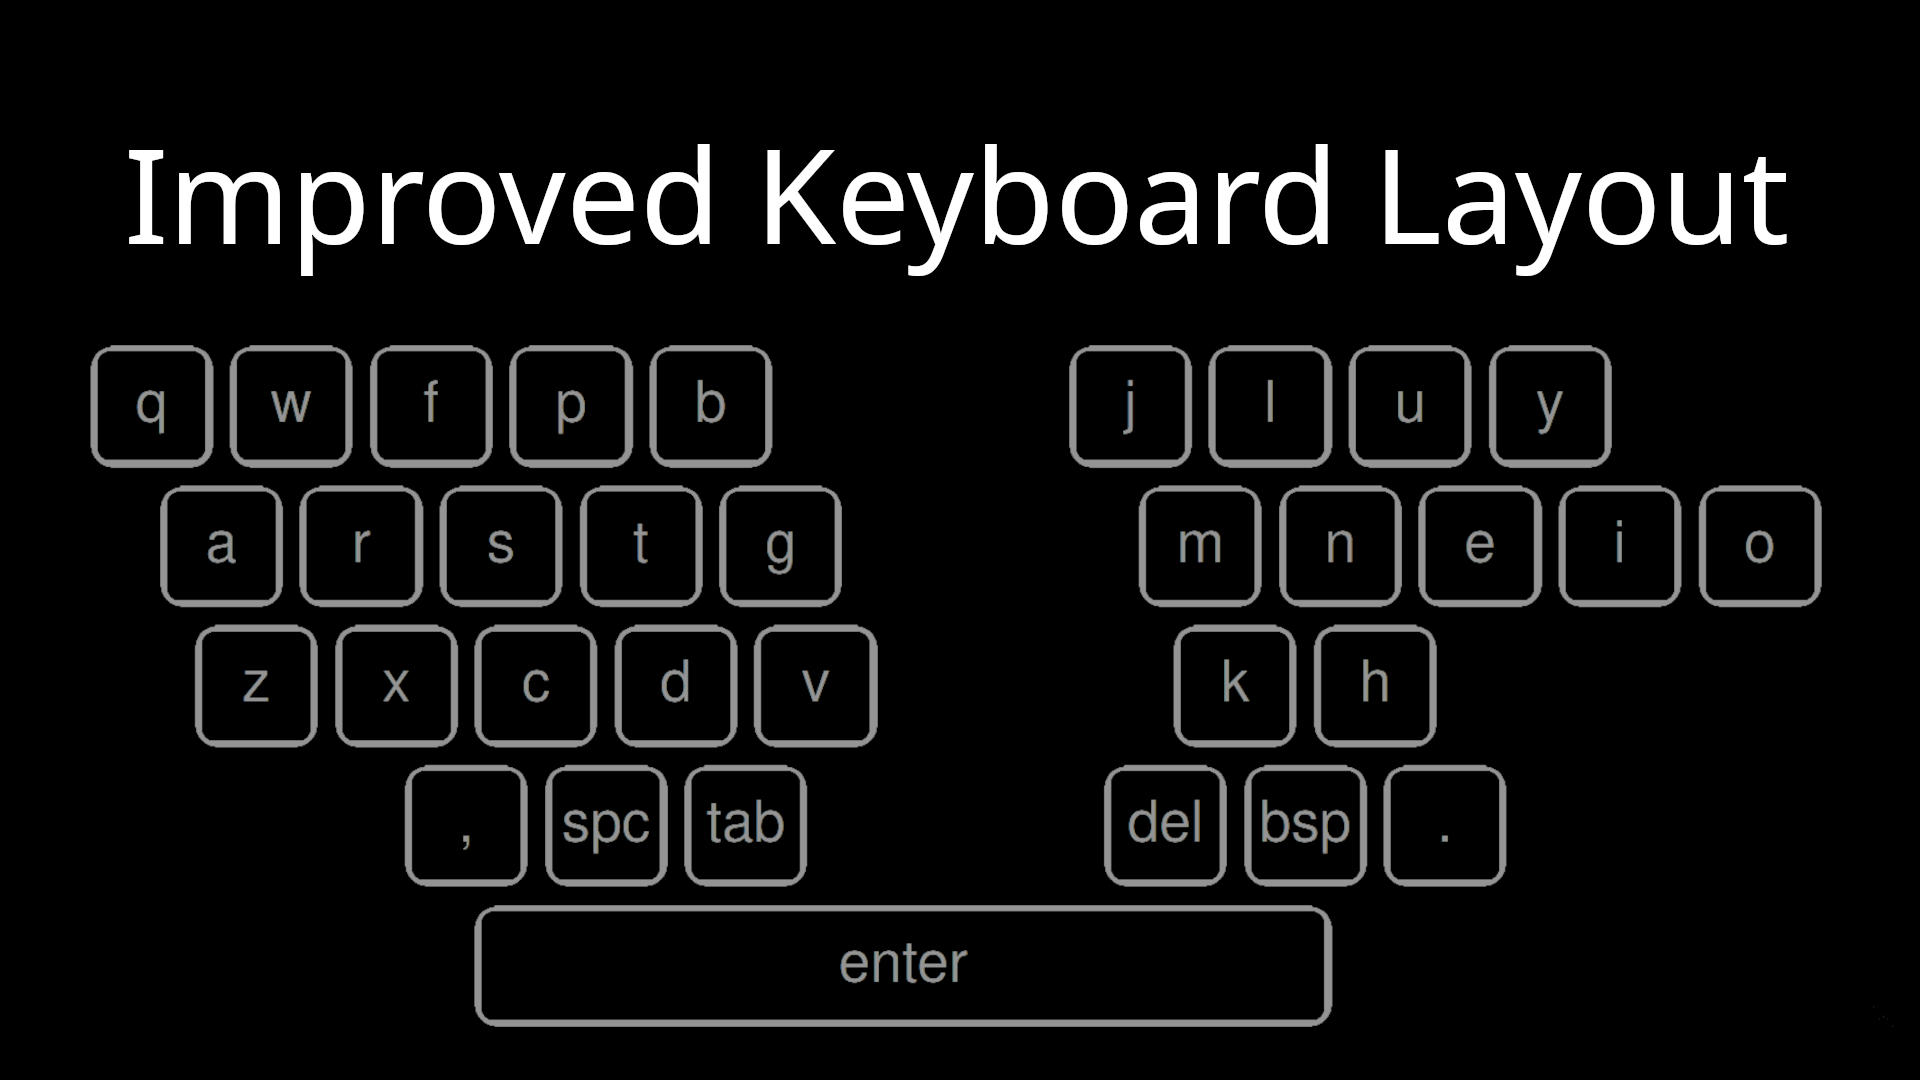 Improved Keyboard Layout
q w f p b j l u y
a r s t g m n e i o
z x c d v k h
, spc tab del bsp .
enter